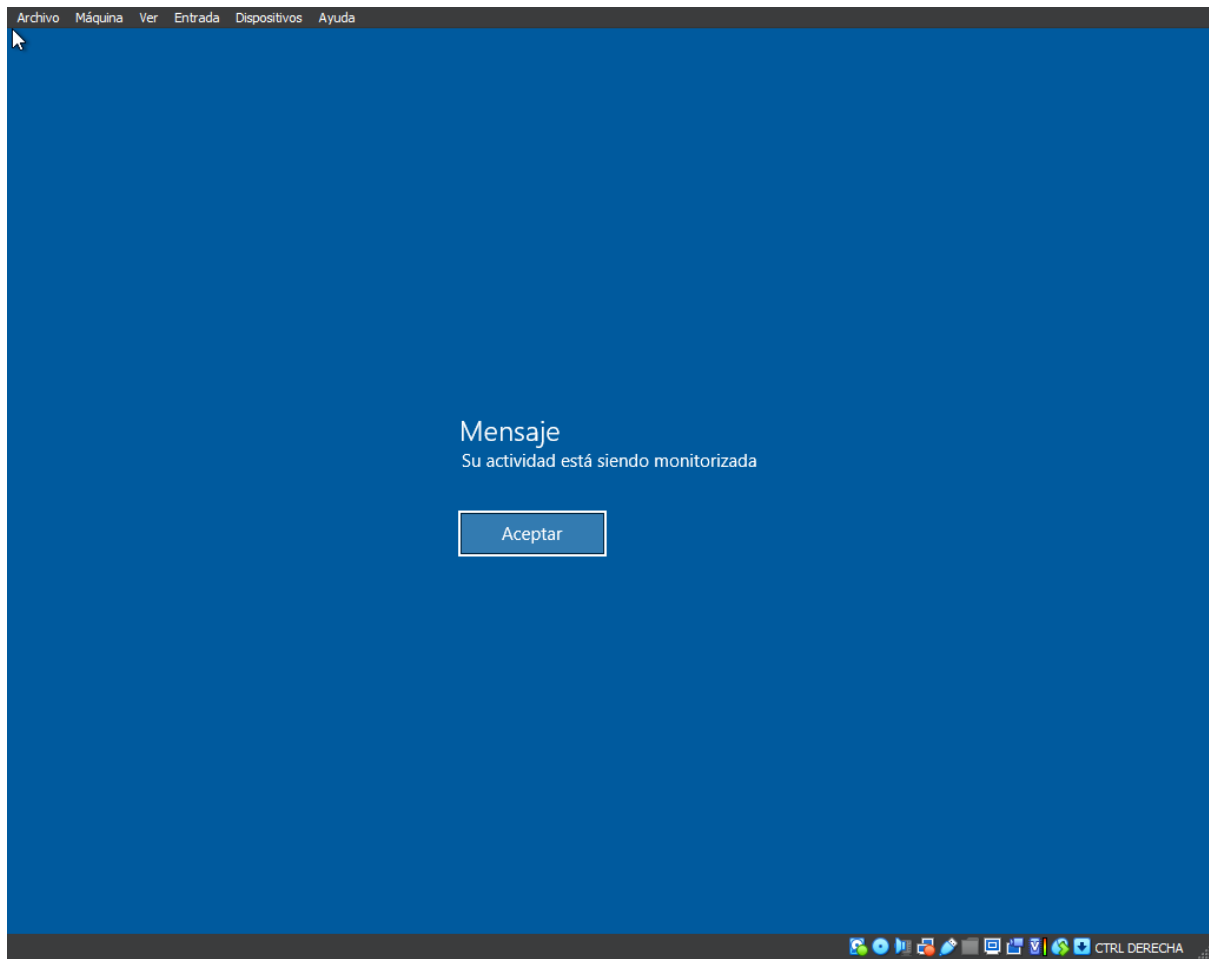 Archivo Máquina Ver Entrada Dispositivos Ayuda
Mensaje
Su actividad está siendo monitorizada
Aceptar
CTRL DERECHA